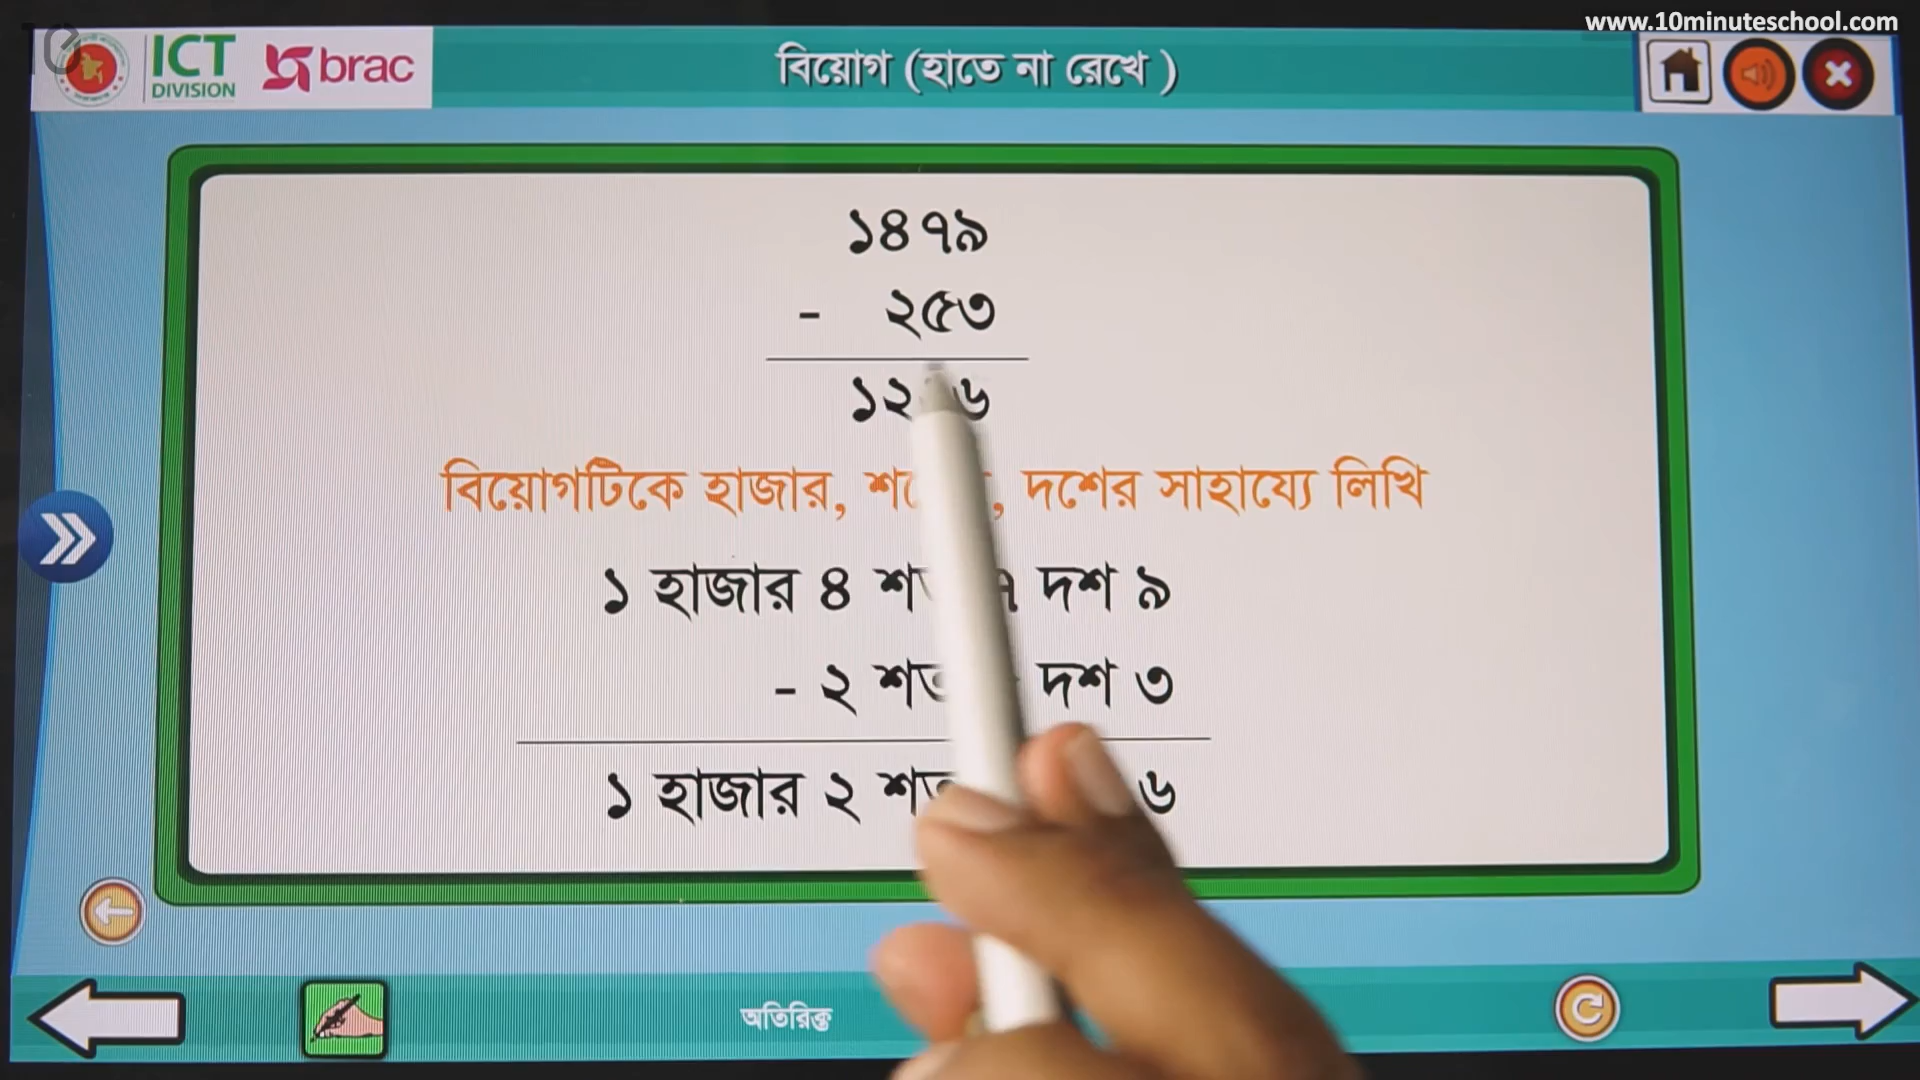 www.10minuteschool.com
ICT
DIVISION
brac
বিয়োগ (হাতে না রেখে )
১৪৭৯
- ২৫৩
বিয়োগটিকে হাজার, দশের সাহায্যে লিখি
১ হাজার ৪ দশ ৯
- ২ দশ ৩
১ হাজার ২ ৬
অতিরিক্ত